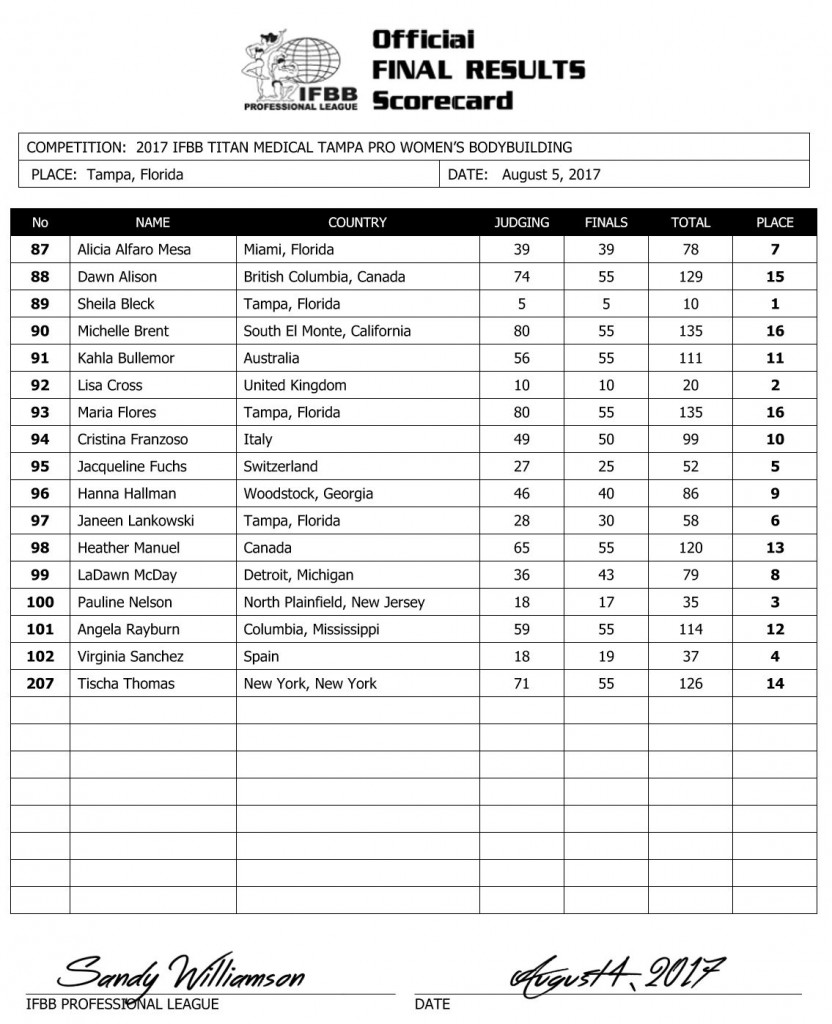 Official
FINAL RESULTS
Scorecard
IFBB
PROFESSIONAL LEAGUE
COMPETITION: 2017 IFBB TITAN MEDICAL TAMPA PRO WOMEN'S BODYBUILDING
PLACE: Tampa, Florida DATE: August 5, 2017
No NAME COUNTRY JUDGING FINALS TOTAL PLACE
87 Alicia Alfaro Mesa Miami, Florida 39 39 78 7
88 Dawn Alison British Columbia, Canada 74 55 129 15
89 Sheila Bleck Tampa, Florida 5 5 10 1
90 Michelle Brent South El Monte, California 80 55 135 16
91 Kahla Bullemor Australia 56 55 111 11
92 Lisa Cross United Kingdom 10 10 20 2
93 Maria Flores Tampa, Florida 80 55 135 16
94 Cristina Franzoso Italy 49 50 99 10
95 Jacqueline Fuchs Switzerland 27 25 52 5
96 Hanna Hallman Woodstock, Georgia 46 40 86 9
97 Janeen Lankowski Tampa, Florida 28 30 58 6
98 Heather Manuel Canada 65 55 120 13
99 LaDawn McDay Detroit, Michigan 36 43 79 8
100 Pauline Nelson North Plainfield, New Jersey 18 17 35 3
101 Angela Rayburn Columbia, Mississippi 59 55 114 12
102 Virginia Sanchez Spain 18 19 37 4
207 Tischa Thomas New York, New York 71 55 126 14
Sandy Williamson August 4, 2017
IFBB PROFESSIONAL LEAGUE DATE